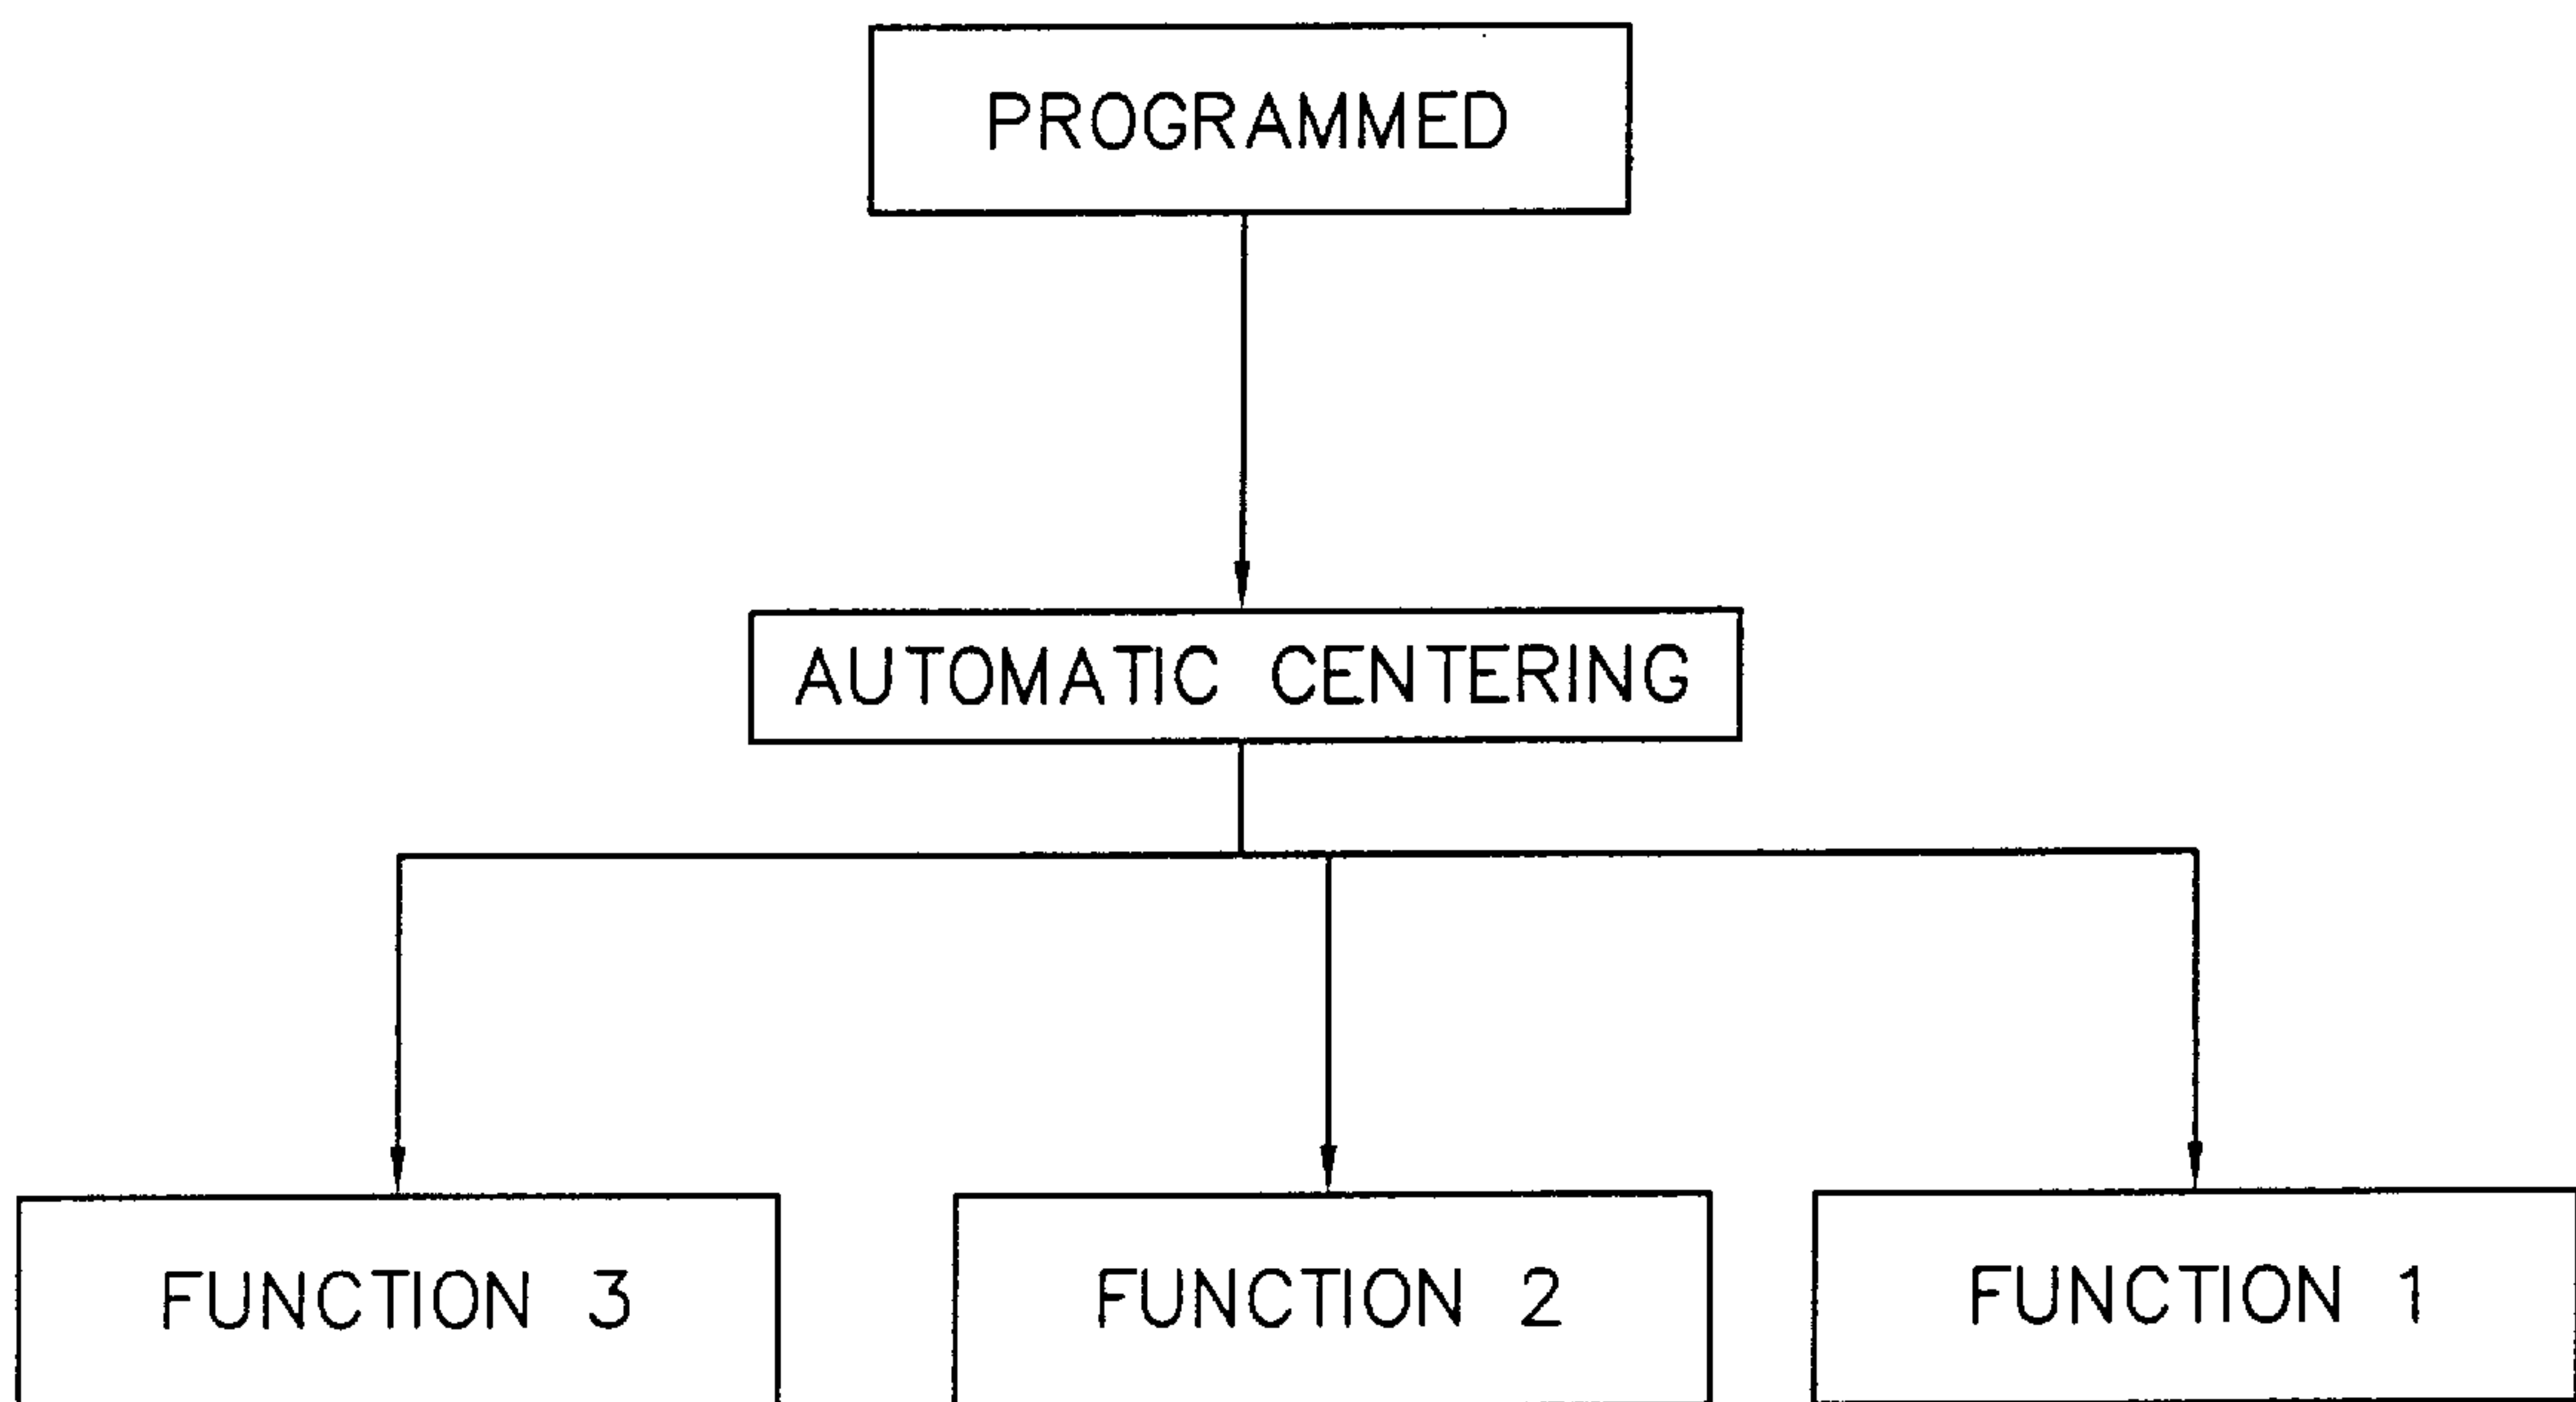 PROGRAMMED
AUTOMATIC CENTERING
FUNCTION 3
FUNCTION 2
FUNCTION 1